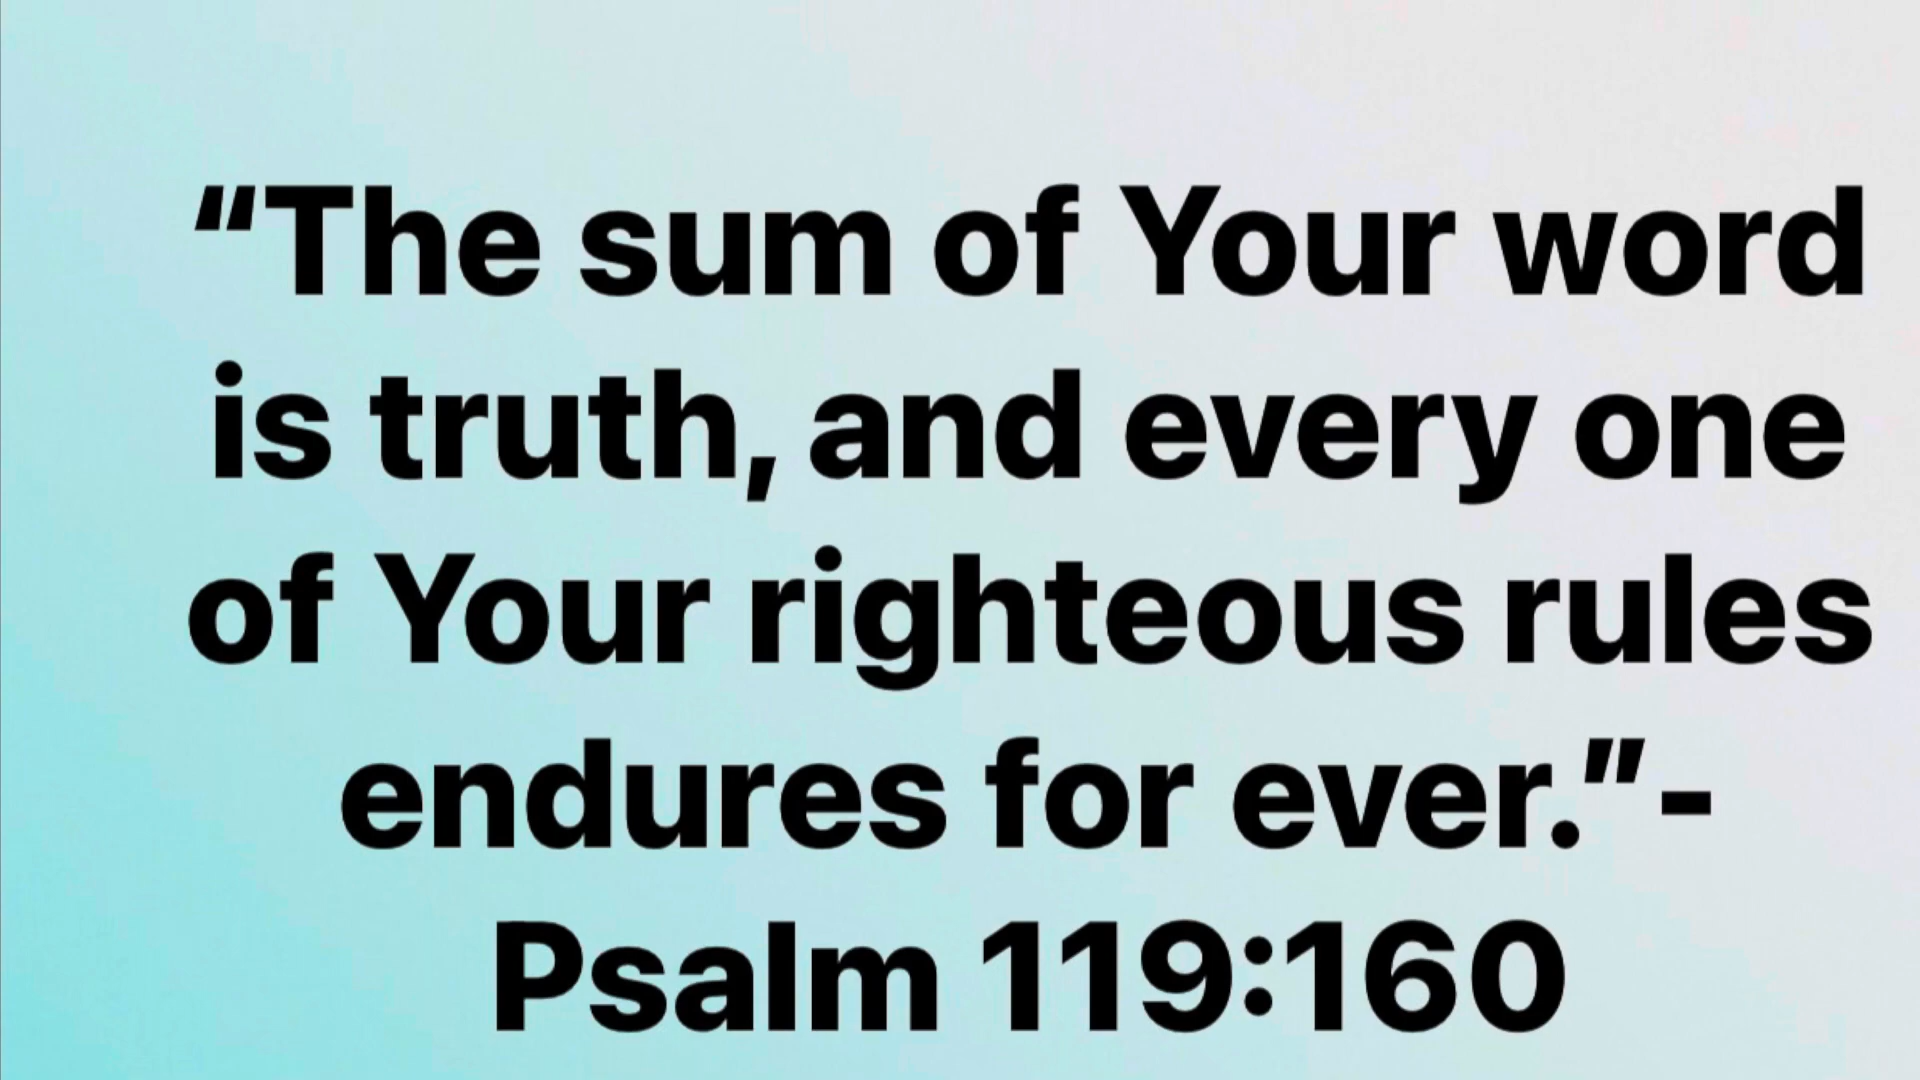 “The sum of Your word
is truth, and every one
of Your righteous rules
endures for ever.”-
Psalm 119:160